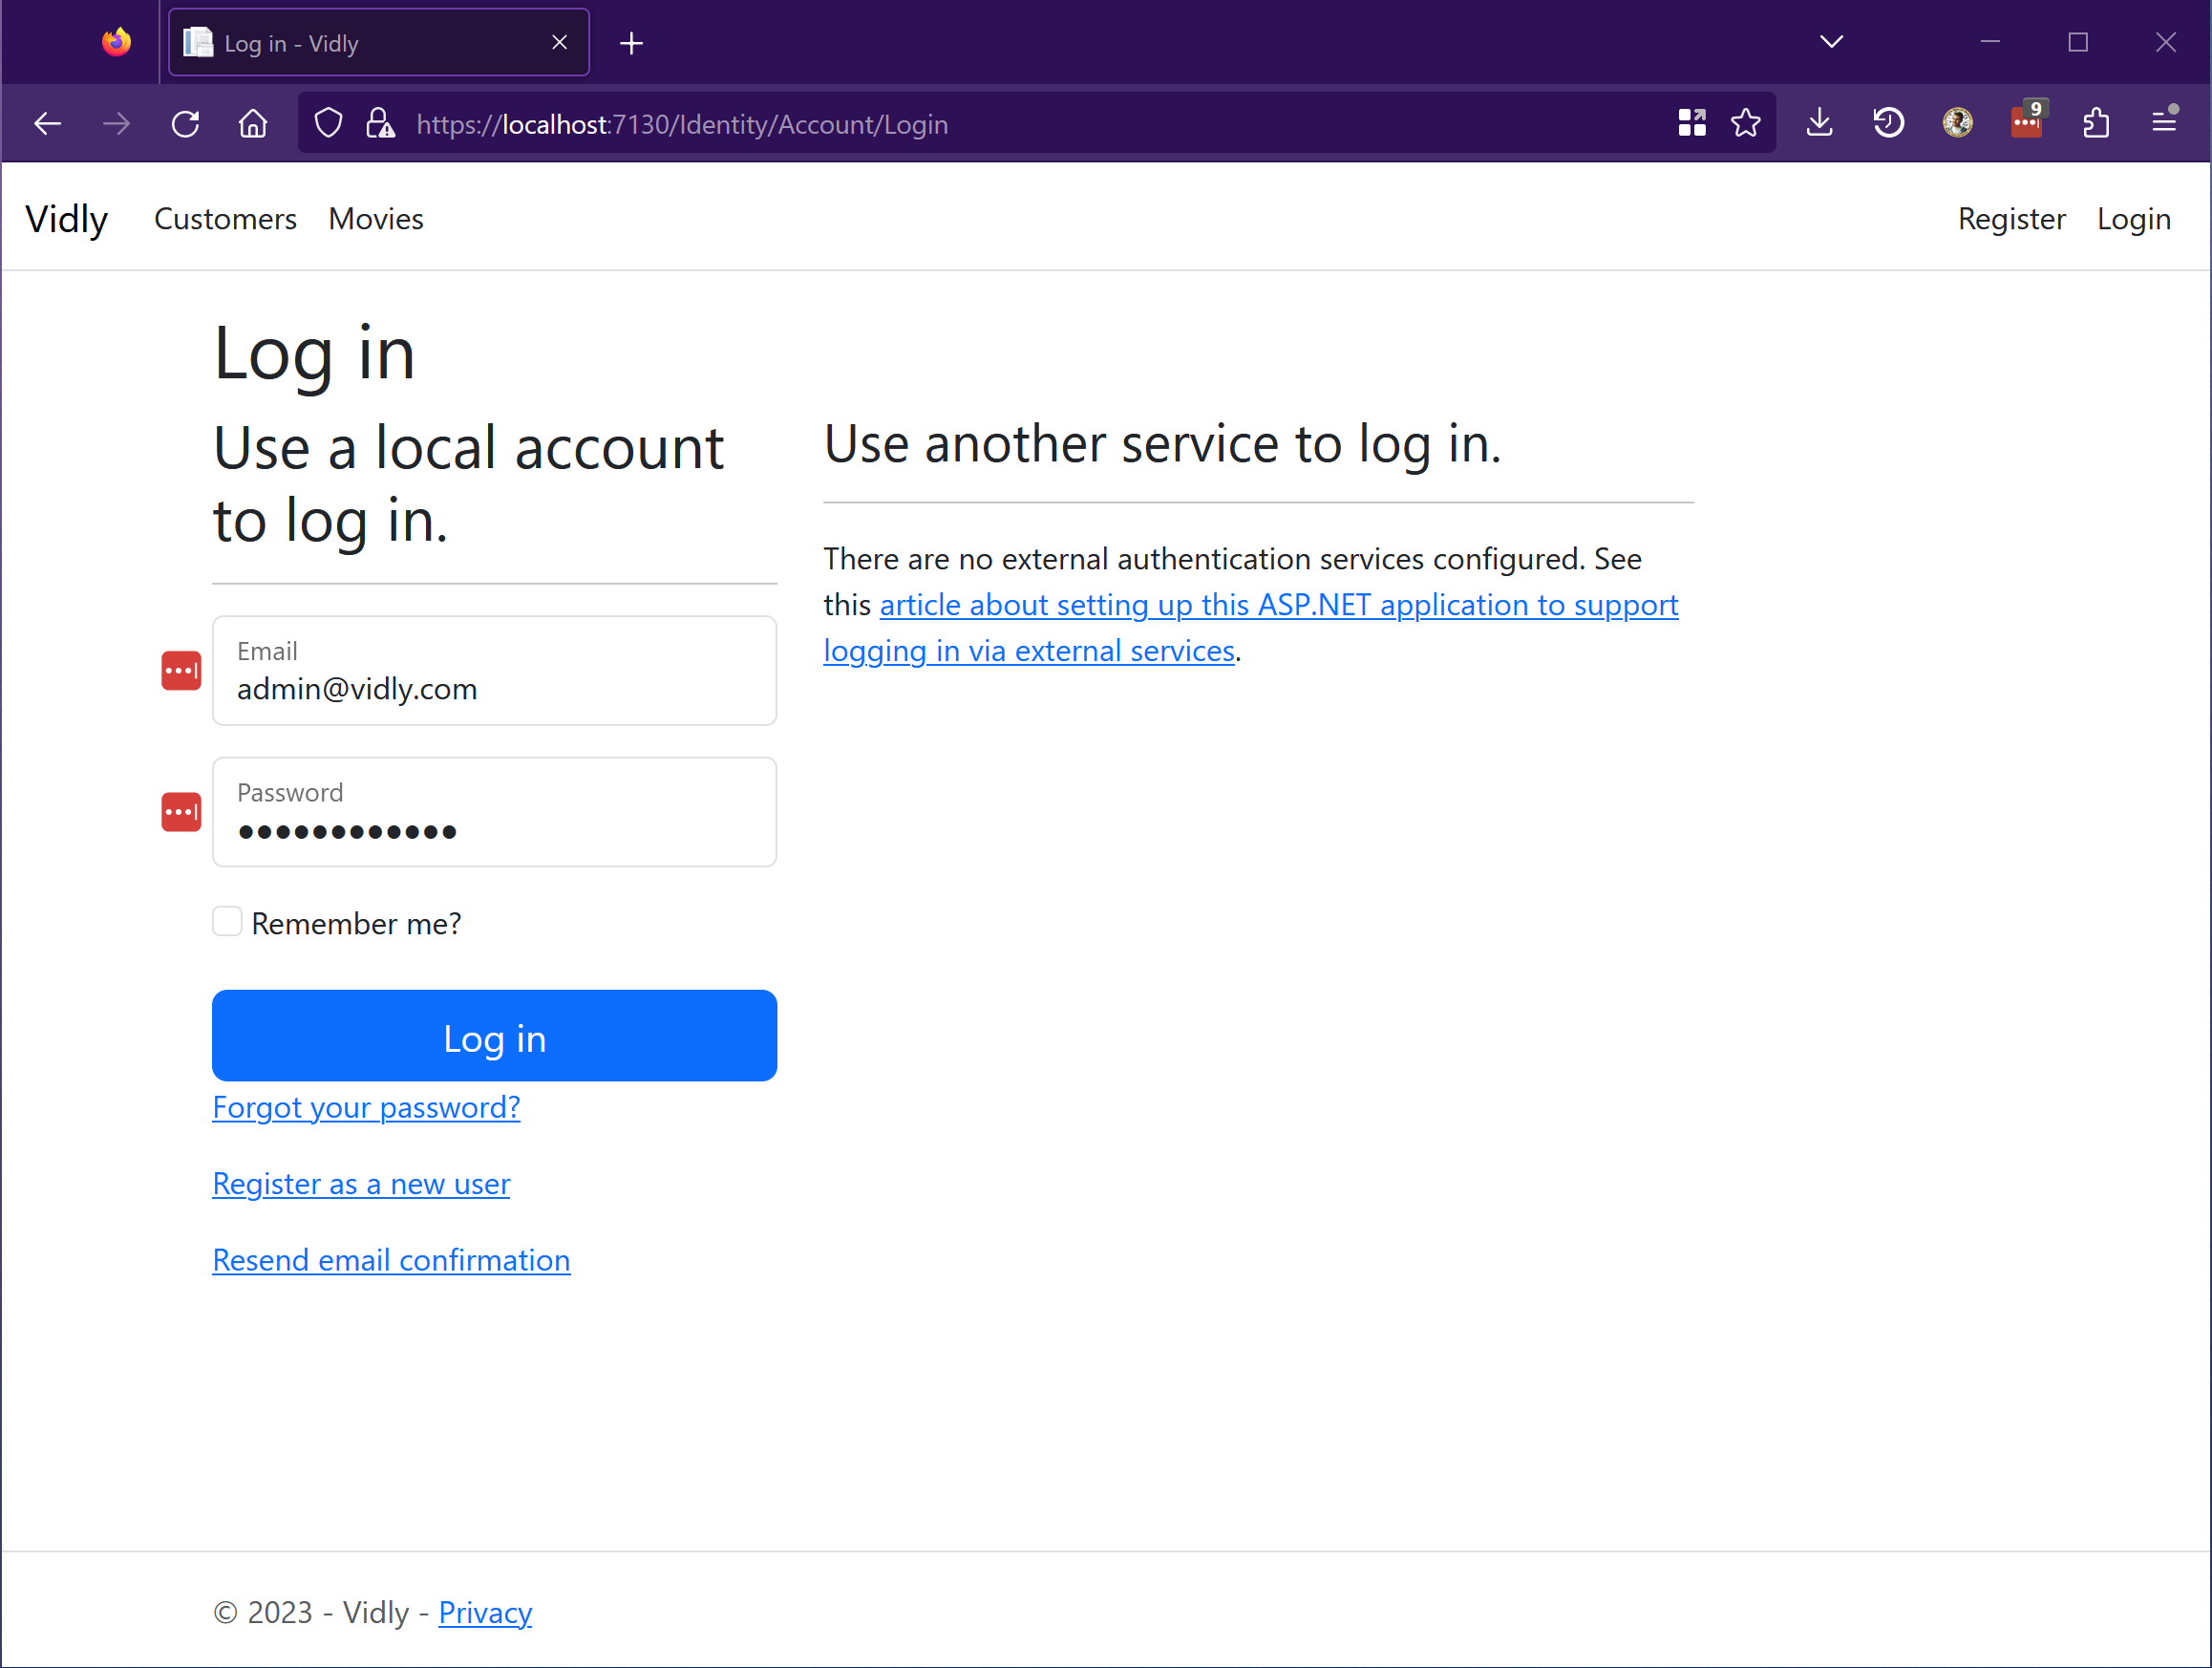 Log in - Vidly
https://localhost:7130/Identity/Account/Login
9
Vidly Customers Movies Register Login
Log in
Use a local account
to log in.
Email
admin@vidly.com
Password
●●●●●●●●●●●●
Remember me?
Log in
Forgot your password?
Register as a new user
Resend email confirmation
Use another service to log in.
There are no external authentication services configured. See
this article about setting up this ASP.NET application to support
logging in via external services.
© 2023 - Vidly - Privacy